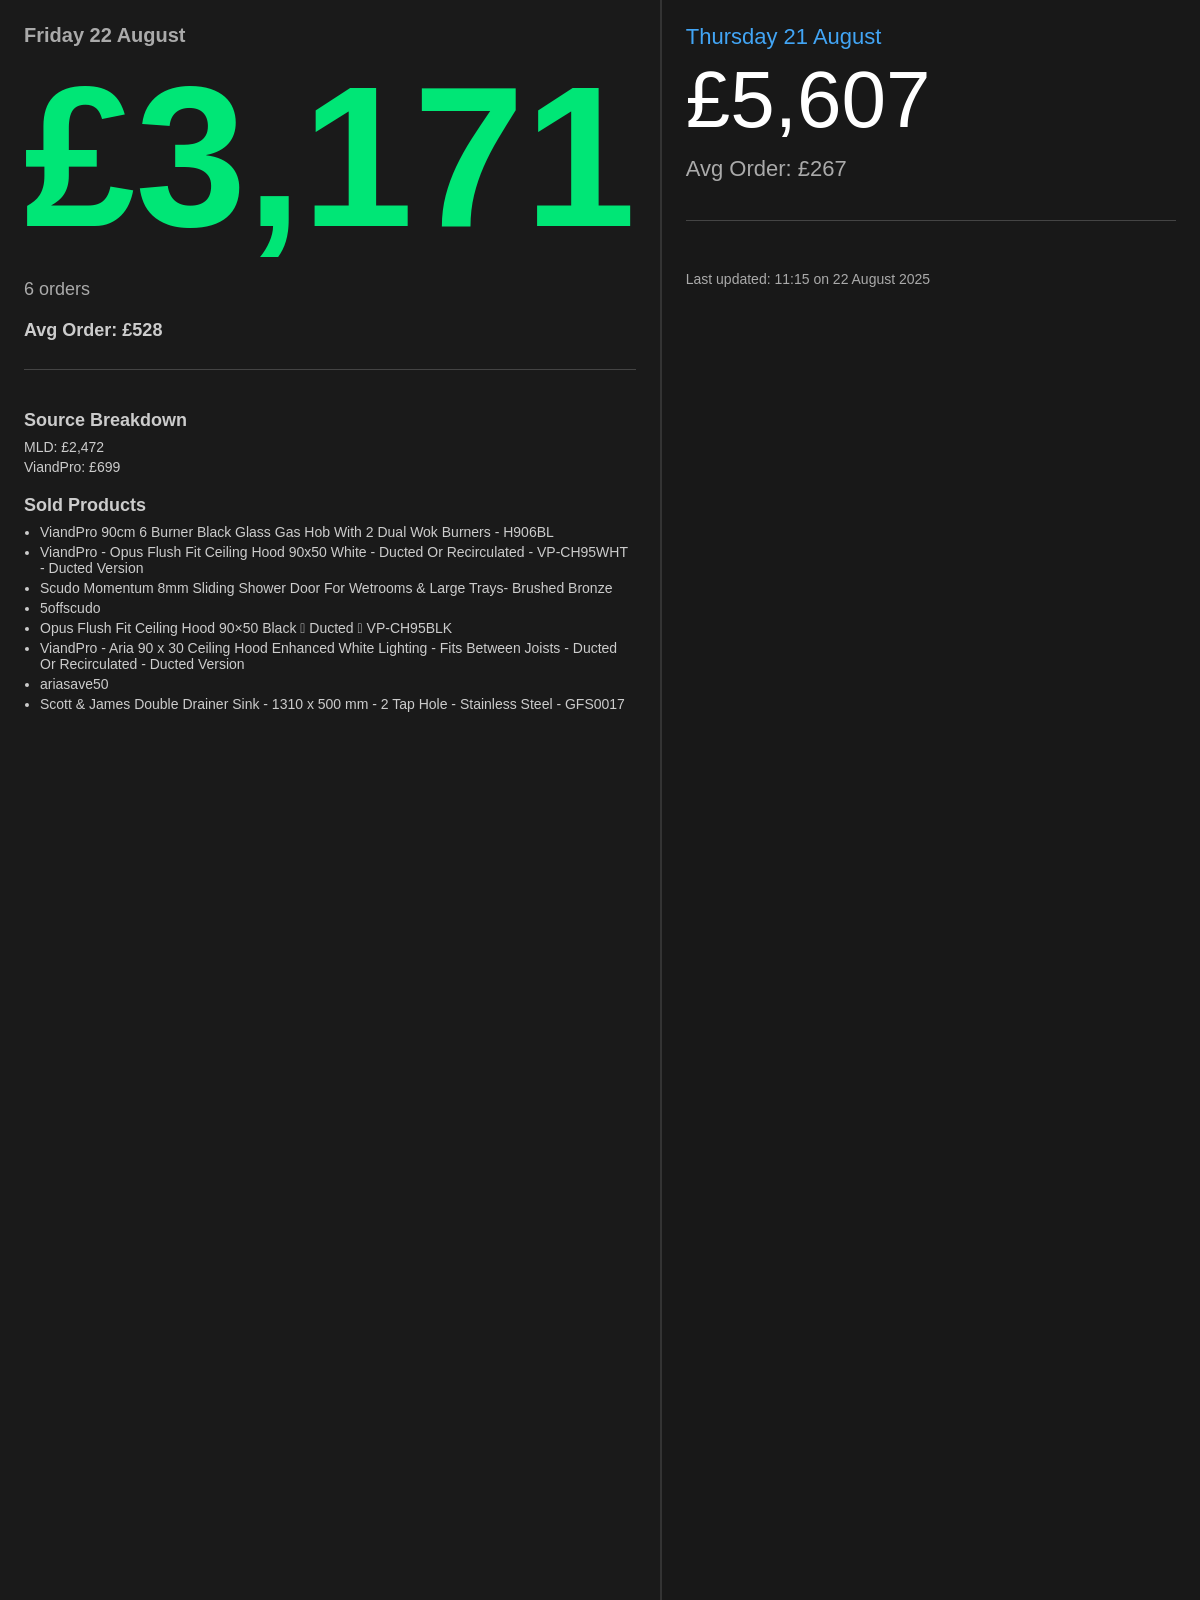 Friday 22 August
£3,171
6 orders
Avg Order: £528
Source Breakdown
MLD: £2,472
ViandPro: £699
Sold Products
• ViandPro 90cm 6 Burner Black Glass Gas Hob With 2 Dual Wok Burners - H906BL
• ViandPro - Opus Flush Fit Ceiling Hood 90x50 White - Ducted Or Recirculated - VP-CH95WHT
- Ducted Version
• Scudo Momentum 8mm Sliding Shower Door For Wetrooms & Large Trays- Brushed Bronze
• 5offscudo
• Opus Flush Fit Ceiling Hood 90×50 Black ▯ Ducted ▯ VP-CH95BLK
• ViandPro - Aria 90 x 30 Ceiling Hood Enhanced White Lighting - Fits Between Joists - Ducted
Or Recirculated - Ducted Version
• ariasave50
• Scott & James Double Drainer Sink - 1310 x 500 mm - 2 Tap Hole - Stainless Steel - GFS0017
Thursday 21 August
£5,607
Avg Order: £267
Last updated: 11:15 on 22 August 2025